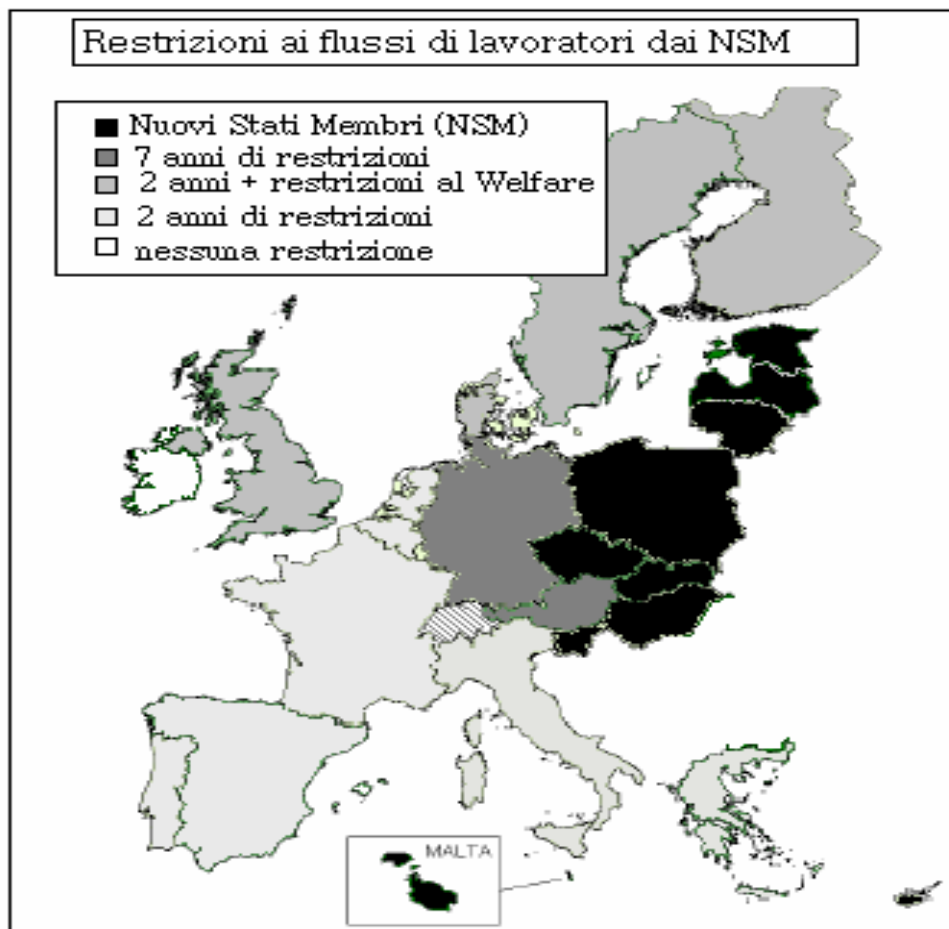 Restrizioni ai flussi di lavoratori dai NSM
Nuovi Stati Membri (NSM)
7 anni di restrizioni
2 anni + restrizioni al Welfare
2 anni di restrizioni
nessuna restrizione
MALTA